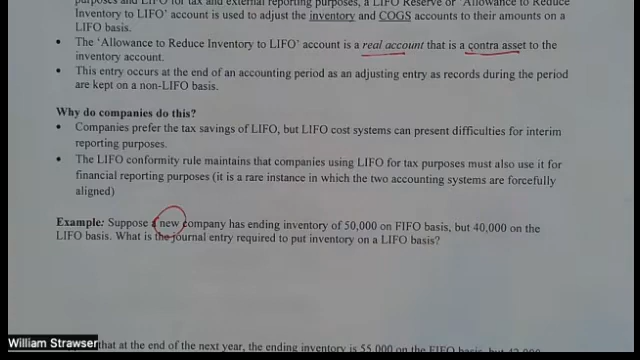 purposes and LIFO for tax and external reporting purposes, a LIFO Reserve or 'Allowance to Reduce
Inventory to LIFO' account is used to adjust the inventory and COGS accounts to their amounts on a
LIFO basis.
• The 'Allowance to Reduce Inventory to LIFO' account is a real account that is a contra asset to the
inventory account.
• This entry occurs at the end of an accounting period as an adjusting entry as records during the period
are kept on a non-LIFO basis.
Why do companies do this?
• Companies prefer the tax savings of LIFO, but LIFO cost systems can present difficulties for interim
reporting purposes.
• The LIFO conformity rule maintains that companies using LIFO for tax purposes must also use it for
financial reporting purposes (it is a rare instance in which the two accounting systems are forcefully
aligned)
Example: Suppose a new company has ending inventory of 50,000 on FIFO basis, but 40,000 on the
LIFO basis. What is the journal entry required to put inventory on a LIFO basis?
that at the end of the next year, the ending inventory is 55,000 on the FIFO basis, but
William Strawser